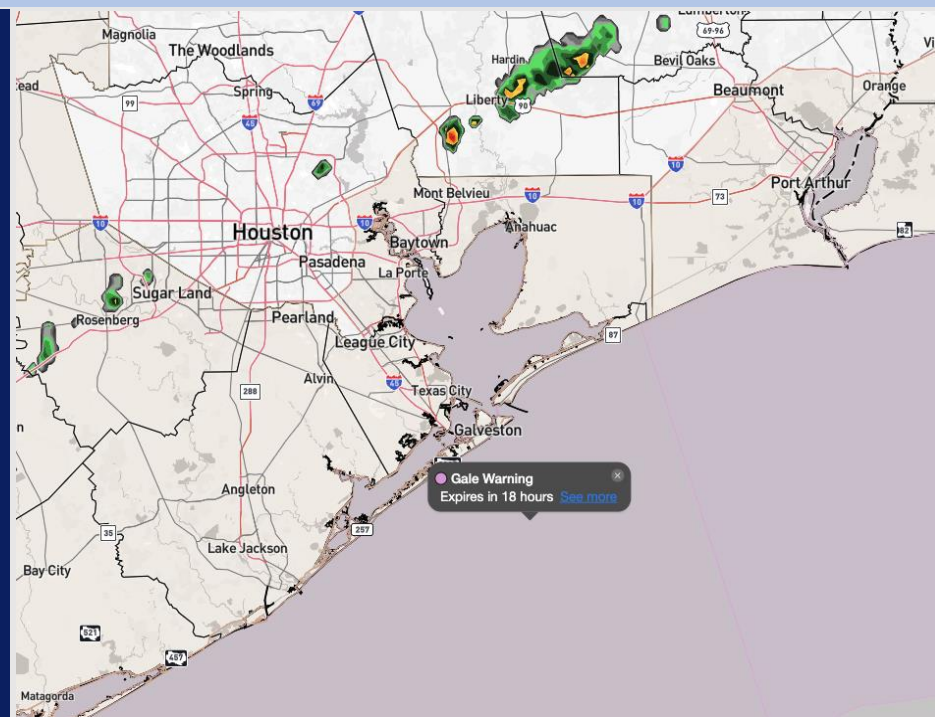 Lumberton
69-96
Magnolia
The Woodlands
Hardin
Bevil Oaks
Vi
ead
99
Spring
69
45
Liberty
90
Beaumont
Orange
10
Mont Belvieu
10
10
73
Port Arthur
10
Houston
10
Anahuac
82
Baytown
Pasadena
La Porte
Sugar Land
Rosenberg
Pearland
League City
87
Alvin
45
Texas City
288
Galveston
n
Gale Warning
Expires in 18 hours See more
Angleton
257
35
Lake Jackson
Bay City
521
457
Matagorda